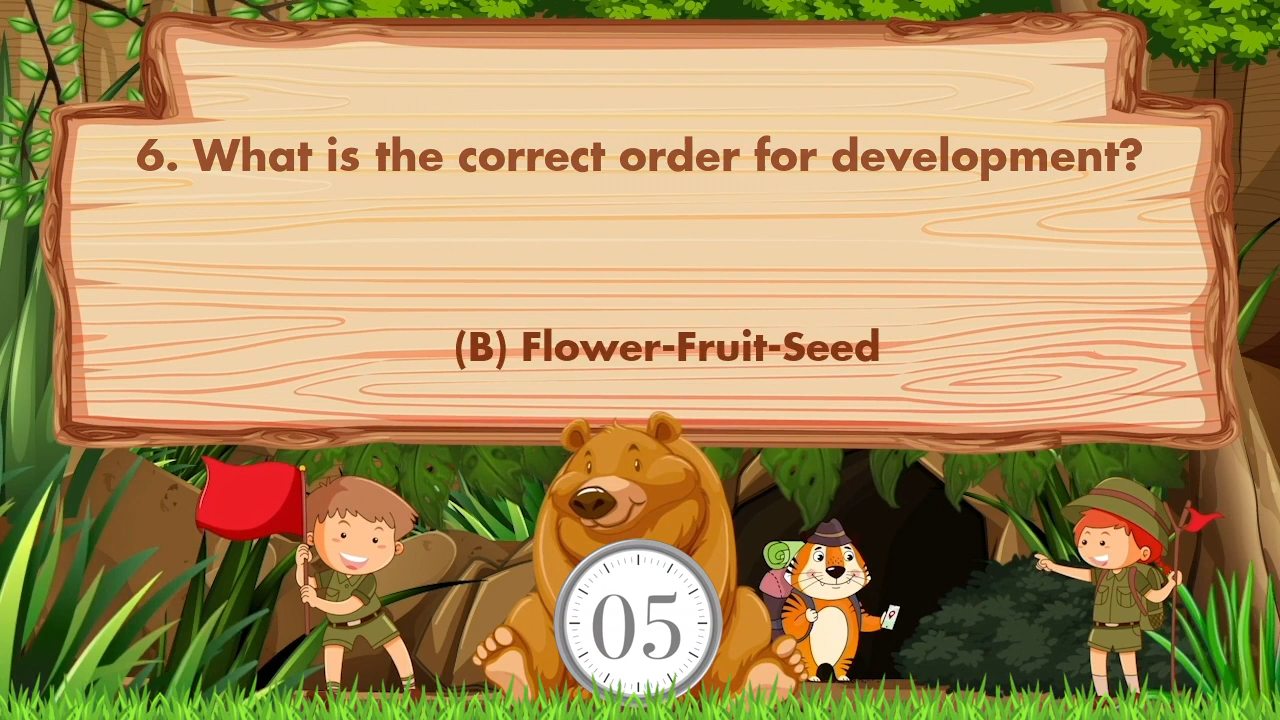 6. What is the correct order for development?
(B) Flower-Fruit-Seed
05